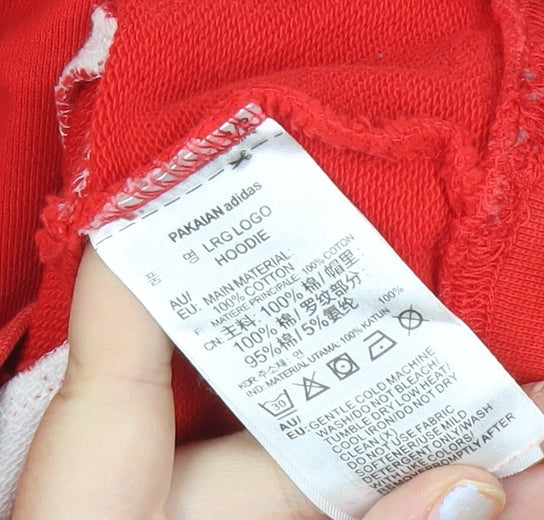 PAKAIAN adidas
품 명 LRG LOGO
HOODIE
AU/
EU: MAIN MATERIAL:
100% COTTON
F: MATIERE PRINCIPALE: 100% COTON
CN: 主料: 100% 棉/帽里:
100% 棉/罗纹部分:
95%棉/5%氨纶
KOR: 주소재: 면 100%
IND: MATERIAL UTAMA: 100% KATUN
30
AU/
EU: GENTLE COLD MACHINE
WASH/DO NOT BLEACH/
TUMBLE DRY LOW HEAT/
COOL IRON/DO NOT DRY
CLEAN /X
DO NOT USE FABRIC
SOFTENER/USE MILD
DETERGENT ONLY/WASH
WITH LIKE COLORS/
REMOVE PROMPTLY AFTER